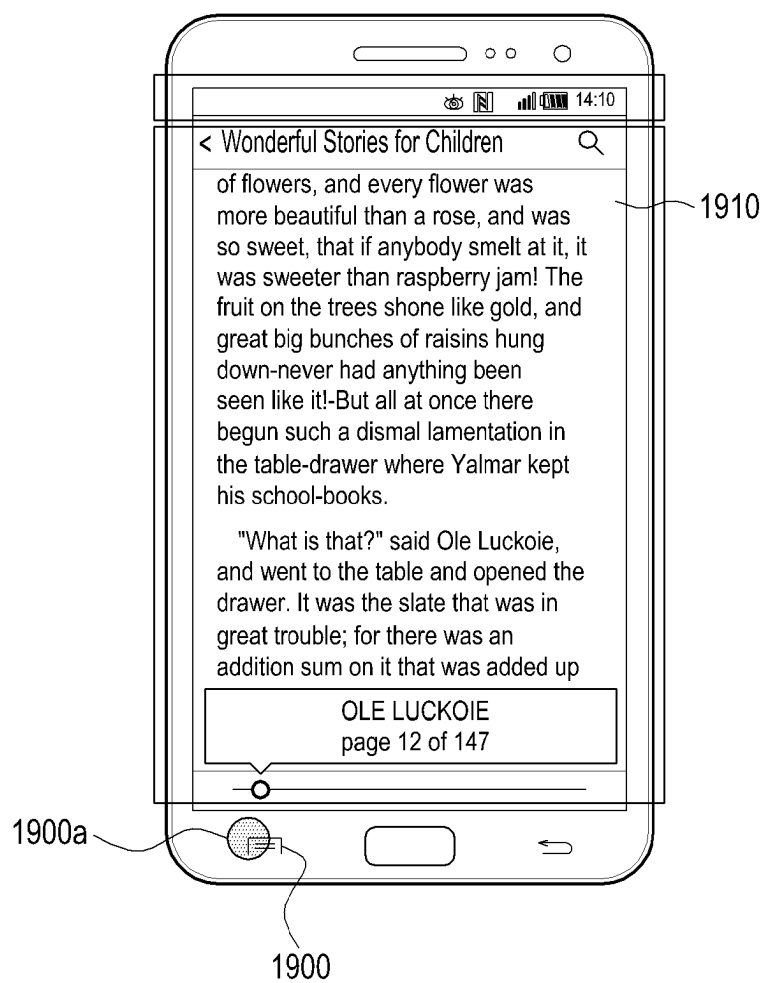 14:10
< Wonderful Stories for Children
of flowers, and every flower was
more beautiful than a rose, and was
so sweet, that if anybody smelt at it, it
was sweeter than raspberry jam! The
fruit on the trees shone like gold, and
great big bunches of raisins hung
down-never had anything been
seen like it!-But all at once there
begun such a dismal lamentation in
the table-drawer where Yalmar kept
his school-books.
"What is that?" said Ole Luckoie,
and went to the table and opened the
drawer. It was the slate that was in
great trouble; for there was an
addition sum on it that was added up
OLE LUCKOIE
page 12 of 147
1910
1900a
1900